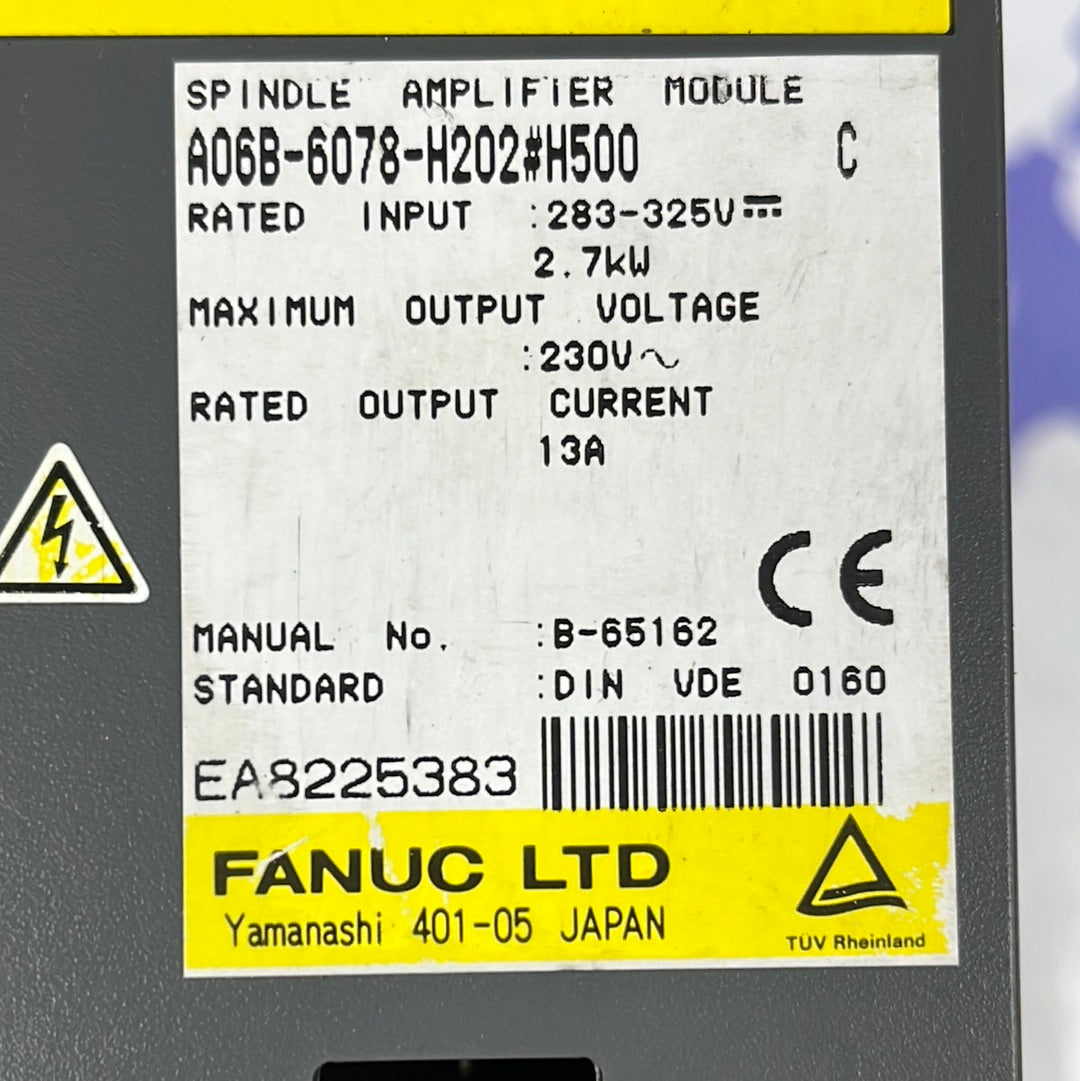 SPINDLE AMPLIFIER MODULE
A06B-6078-H202#H500 C
RATED INPUT :283-325V⎓
2.7kW
MAXIMUM OUTPUT VOLTAGE
:230V~
RATED OUTPUT CURRENT
13A
CE
MANUAL No. :B-65162
STANDARD :DIN VDE 0160
EA8225383
FANUC LTD
Yamanashi 401-05 JAPAN
TÜV Rheinland